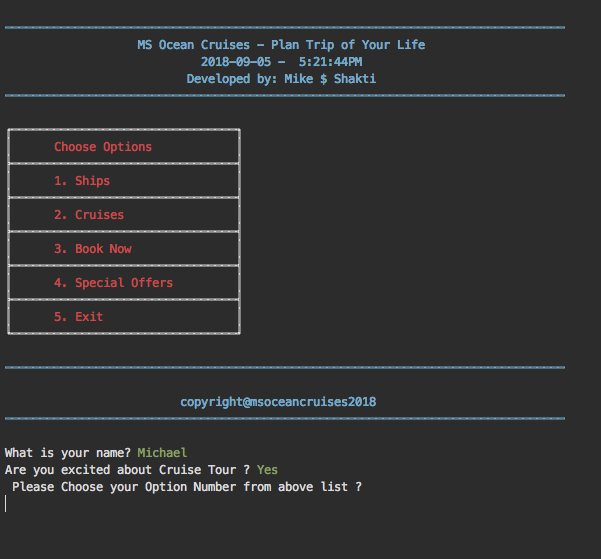 MS Ocean Cruises - Plan Trip of Your Life
2018-09-05 -  5:21:44PM
Developed by: Mike $ Shakti
Choose Options
1. Ships
2. Cruises
3. Book Now
4. Special Offers
5. Exit
copyright@msoceancruises2018
What is your name? Michael
Are you excited about Cruise Tour ? Yes
Please Choose your Option Number from above list ?